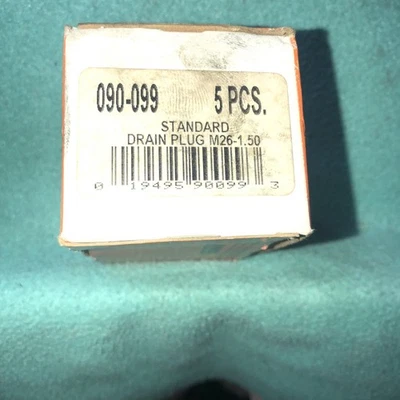 090-099 5 PCS.
STANDARD
DRAIN PLUG M26-1.50
0 19495 90099 3